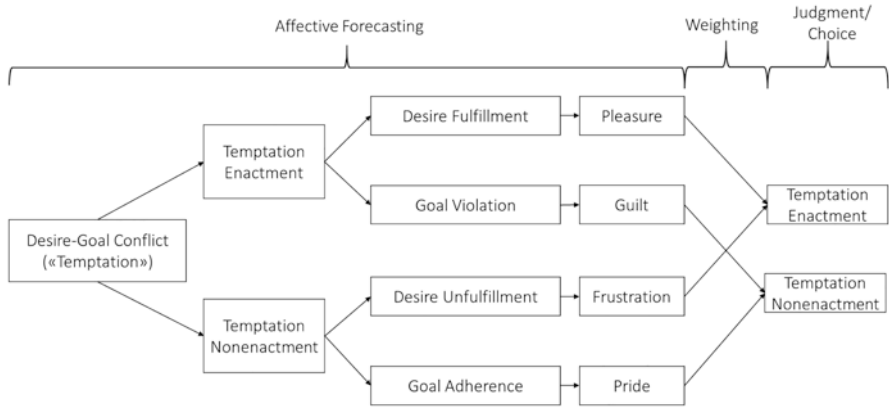 Affective Forecasting
Weighting
Judgment/
Choice
Desire Fulfillment
Pleasure
Temptation
Enactment
Goal Violation
Guilt
Temptation
Enactment
Desire-Goal Conflict
(«Temptation»)
Desire Unfulfillment
Frustration
Temptation
Nonenactment
Temptation
Nonenactment
Goal Adherence
Pride